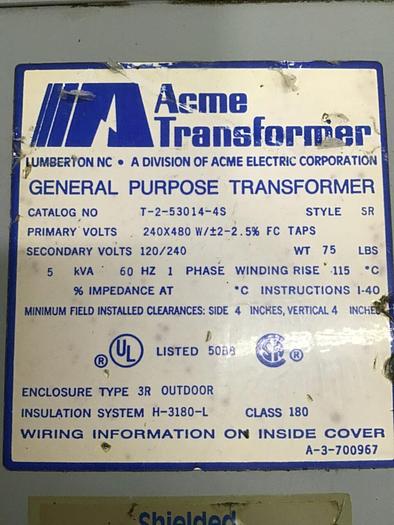 Acme
Transformer
LUMBERTON NC • A DIVISION OF ACME ELECTRIC CORPORATION
GENERAL PURPOSE TRANSFORMER
CATALOG NO T-2-53014-4S STYLE SR
PRIMARY VOLTS 240X480 W/±2-2.5% FC TAPS
SECONDARY VOLTS 120/240 WT 75 LBS
5 kVA 60 HZ 1 PHASE WINDING RISE 115 °C
% IMPEDANCE AT °C INSTRUCTIONS I-40
MINIMUM FIELD INSTALLED CLEARANCES: SIDE 4 INCHES, VERTICAL 4 INCHES
® UL LISTED 50B8 SA ®
ENCLOSURE TYPE 3R OUTDOOR
INSULATION SYSTEM H-3180-L CLASS 180
WIRING INFORMATION ON INSIDE COVER
A-3-700967
Shielded